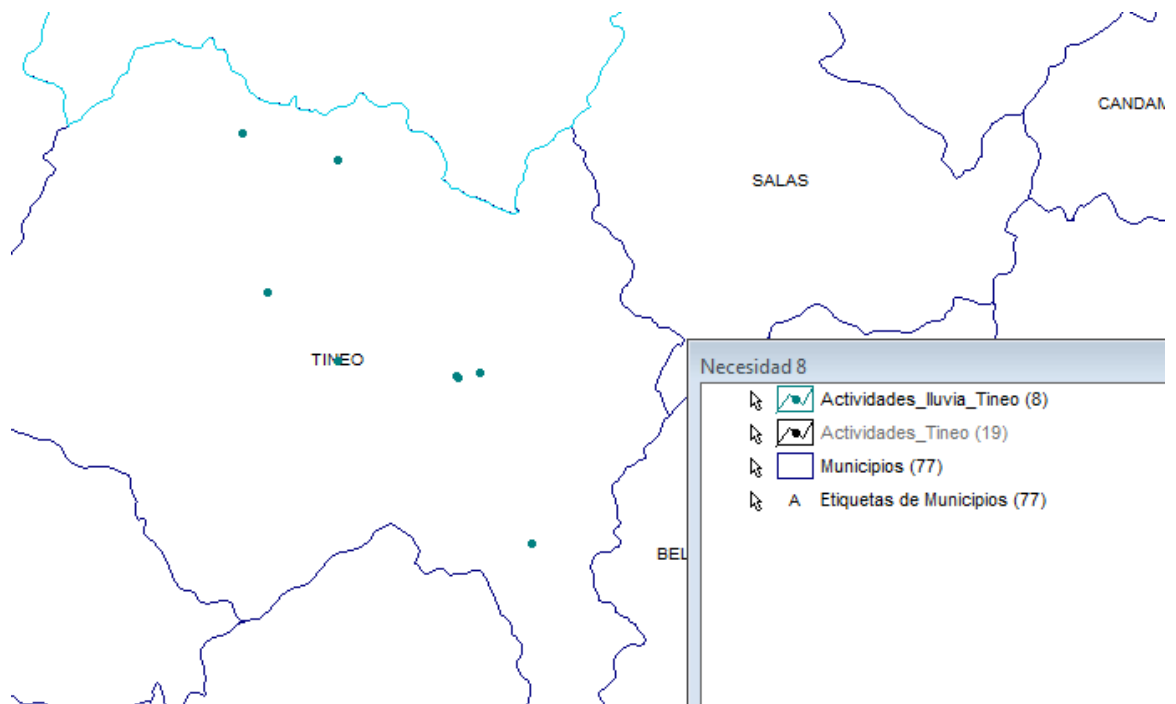 CANDAM
SALAS
TINEO
BEL
Necesidad 8
Actividades_lluvia_Tineo (8)
Actividades_Tineo (19)
Municipios (77)
A Etiquetas de Municipios (77)